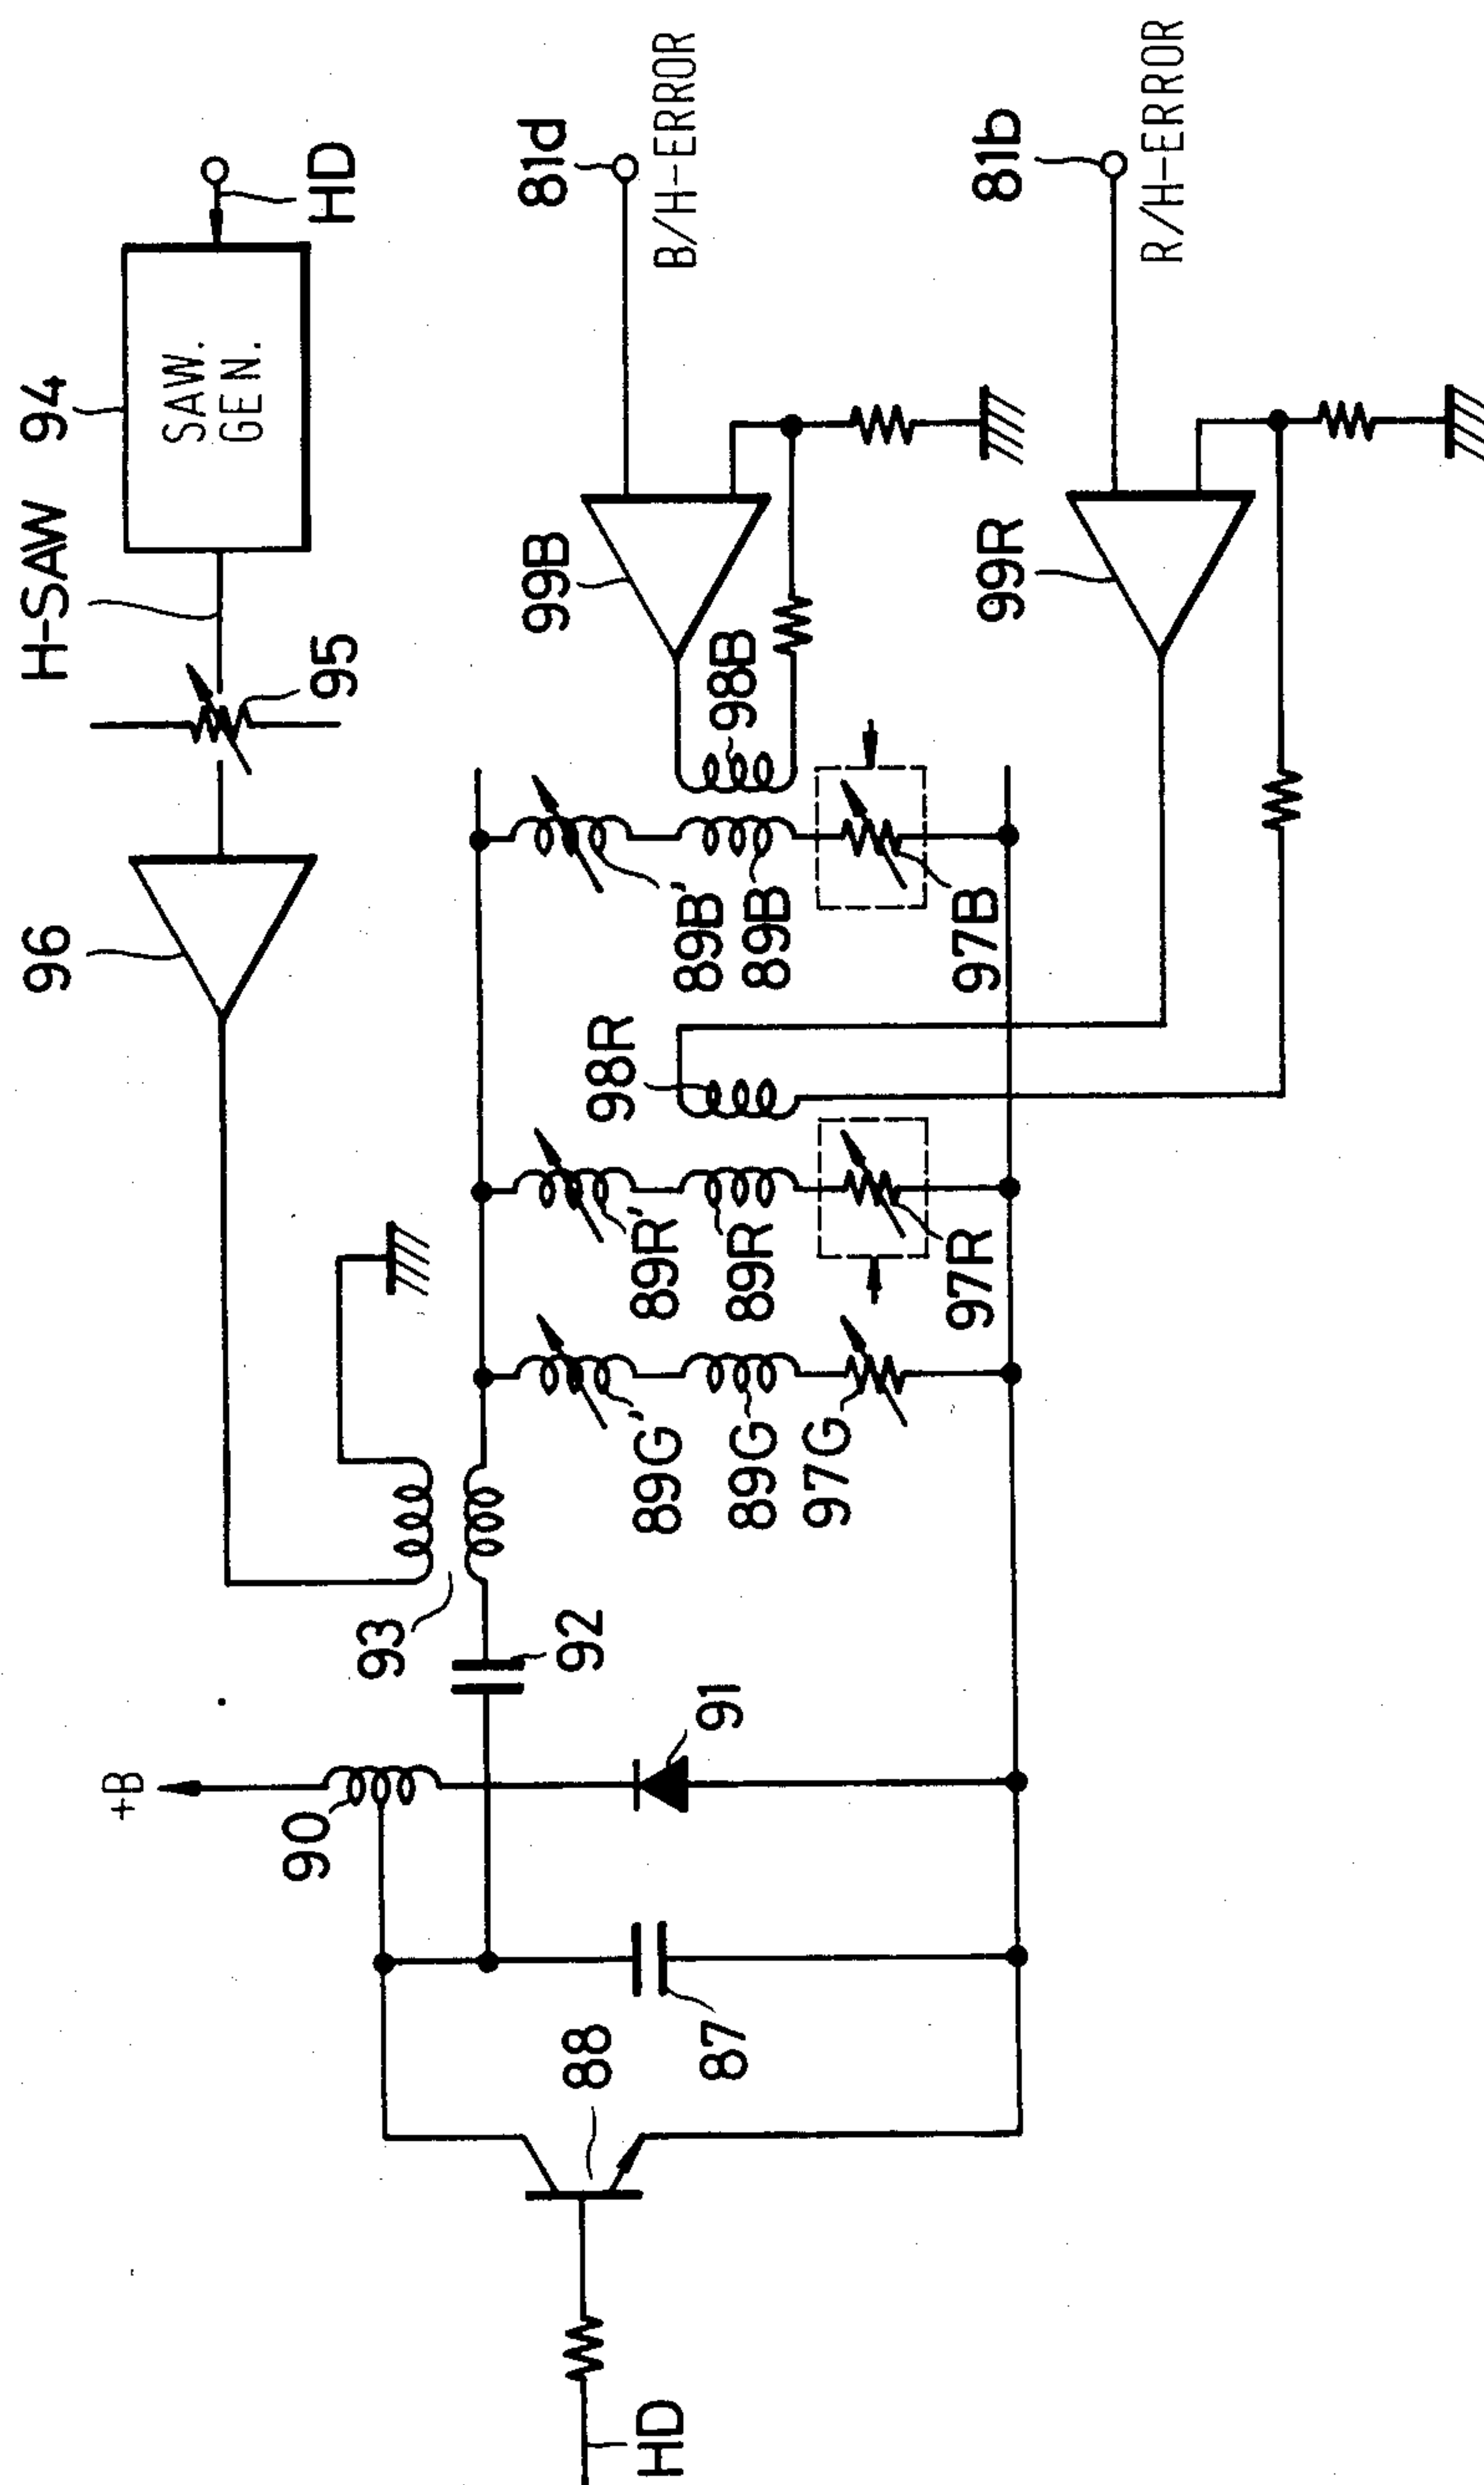 HD
94
SAW.
GEN.
H-SAW
95
96
81d
B/H-ERROR
99B
98B
89B'
89B
97B
81b
R/H-ERROR
99R
98R
89R'
89R
97R
89G'
89G
97G
93
92
+B
90
91
88
87
HD